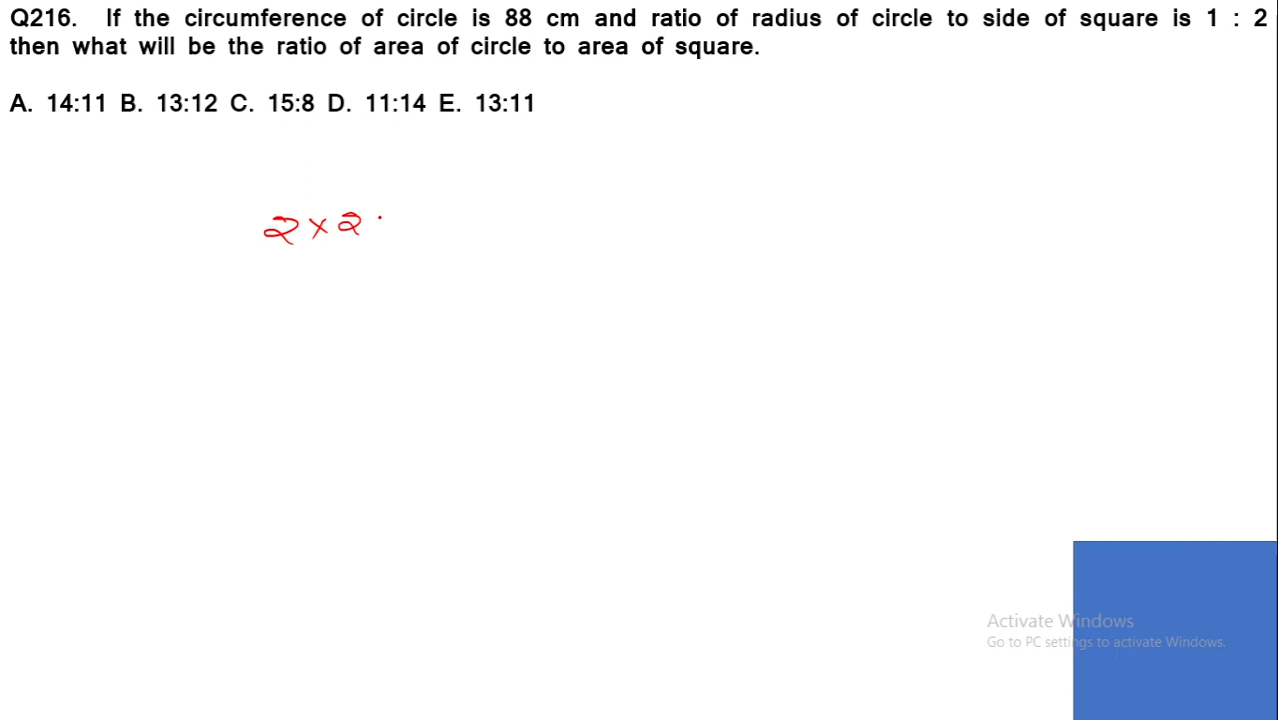 Q216. If the circumference of circle is 88 cm and ratio of radius of circle to side of square is 1 : 2
then what will be the ratio of area of circle to area of square.
A. 14:11 B. 13:12 C. 15:8 D. 11:14 E. 13:11
2 × 2
Activate Windows
Go to PC settings to activate Windows.